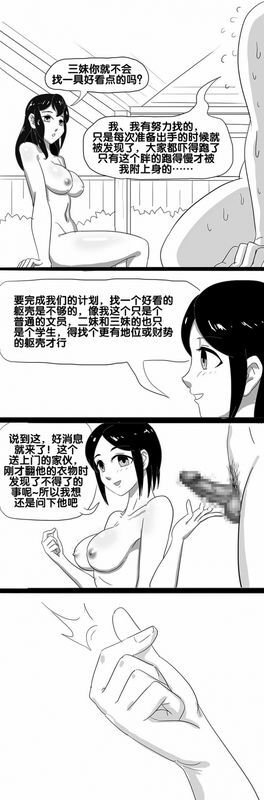 三妹你就不会
找一具好看点的吗?
我、我有努力找的，
只是每次准备出手的时候就
被发现了，大家都吓得跑了
只有这个胖的跑得慢才被
我附上身的……
要完成我们的计划，找一个好看的
躯壳是不够的，像我这个只是个
普通的文员，二妹和三妹的也只
是个学生，得找个更有地位或财势
的躯壳才行
说到这，好消息
就来了！这个
送上门的家伙，
刚才翻他的衣物时
发现了不得了的
事呢~所以我想
还是问下他吧